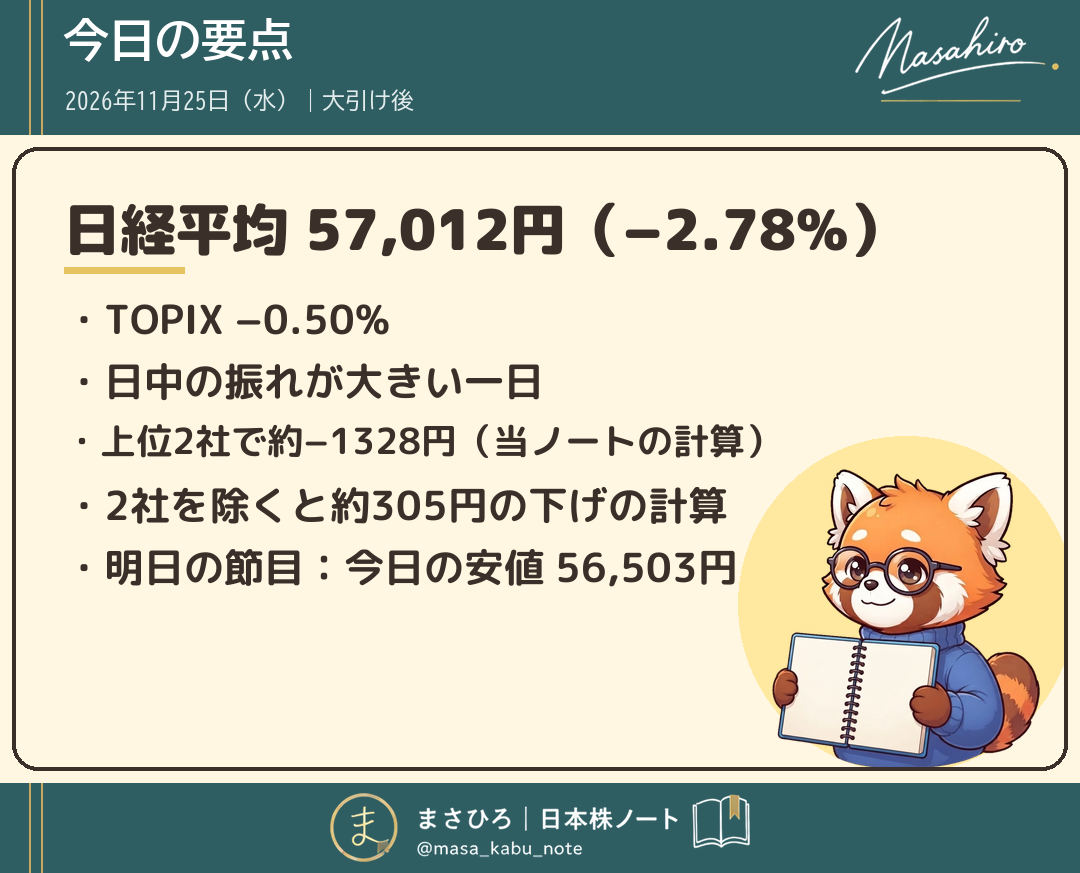 今日の要点
Masahiro
2026年11月25日（水）｜大引け後
日経平均 57,012円（−2.78%）
・TOPIX −0.50%
・日中の振れが大きい一日
・上位2社で約−1328円（当ノートの計算）
・2社を除くと約305円の下げの計算
・明日の節目：今日の安値 56,503円
ま
まさひろ｜日本株ノート
@masa_kabu_note